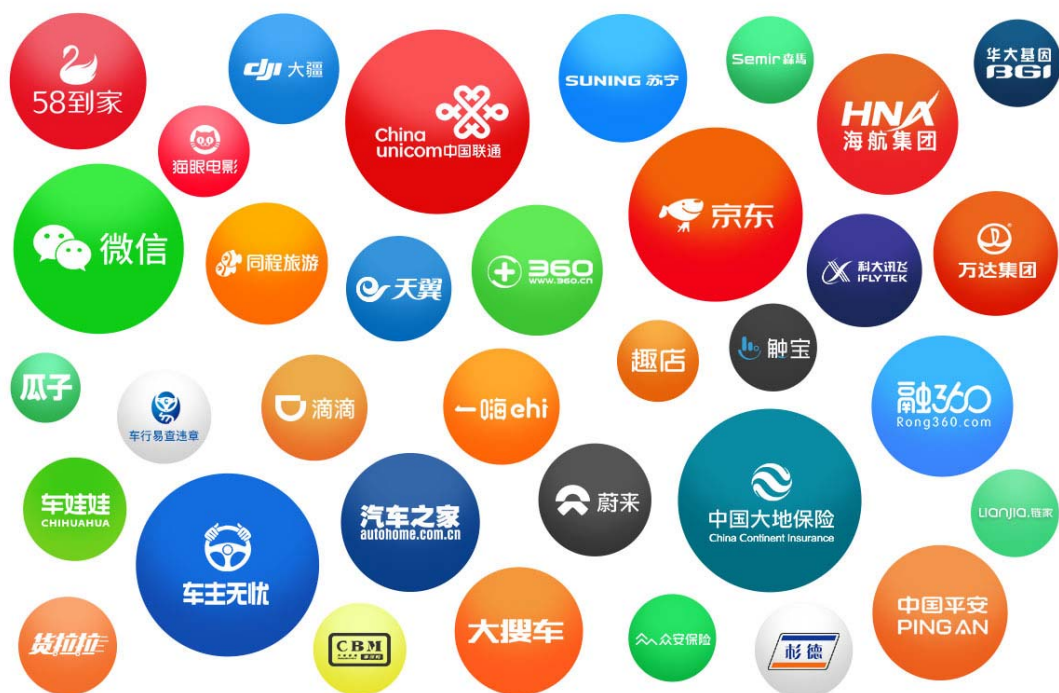 58到家
dji 大疆
China
unicom中国联通
SUNING 苏宁
Semir 森馬
华大基因
BGI
HNA
海航集团
猫眼电影
微信
同程旅游
天翼
360
www.360.cn
京东
科大讯飞
iFLYTEK
万达集团
瓜子
车行易查违章
滴滴
一嗨ehi
趣店
触宝
融360
Rong360.com
车娃娃
CHIHUAHUA
车主无忧
汽车之家
autohome.com.cn
蔚来
中国大地保险
China Continent Insurance
Lianjia.链家
货拉拉
CBM
大搜车
众安保险
杉德
中国平安
PING AN